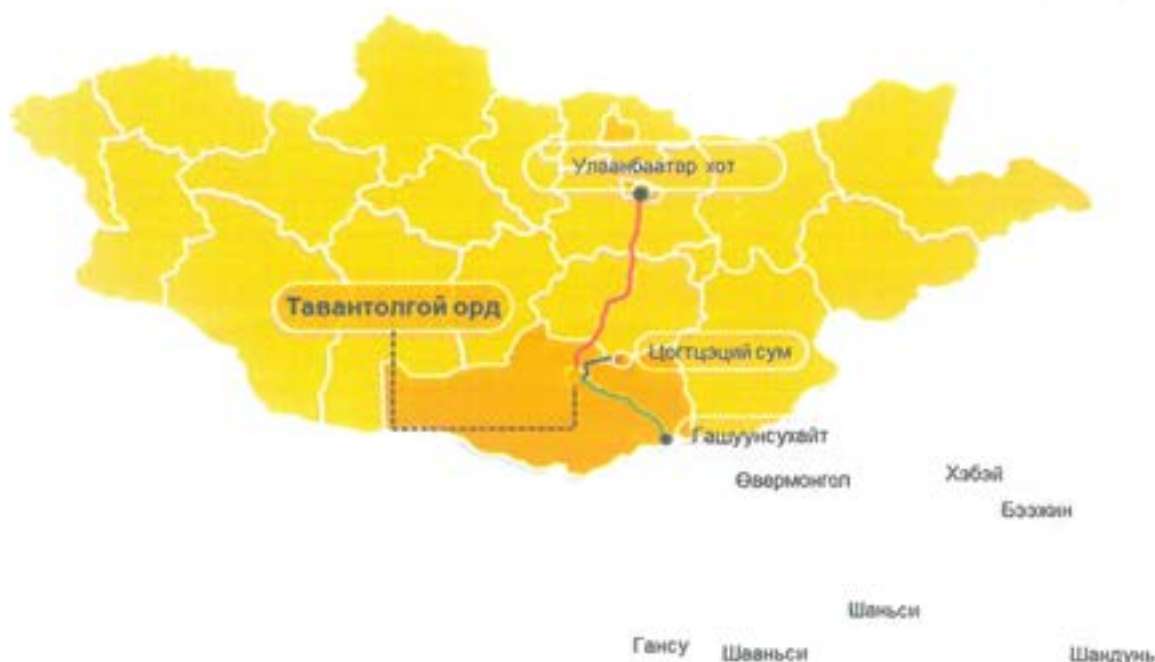 Улаанбаатар хот
Тавантолгой орд
Цогтцэций сум
Гашуунсухайт
Өвөрмонгол
Хэбэй
Бээжин
Шаньси
Гансу
Шааньси
Шандунь